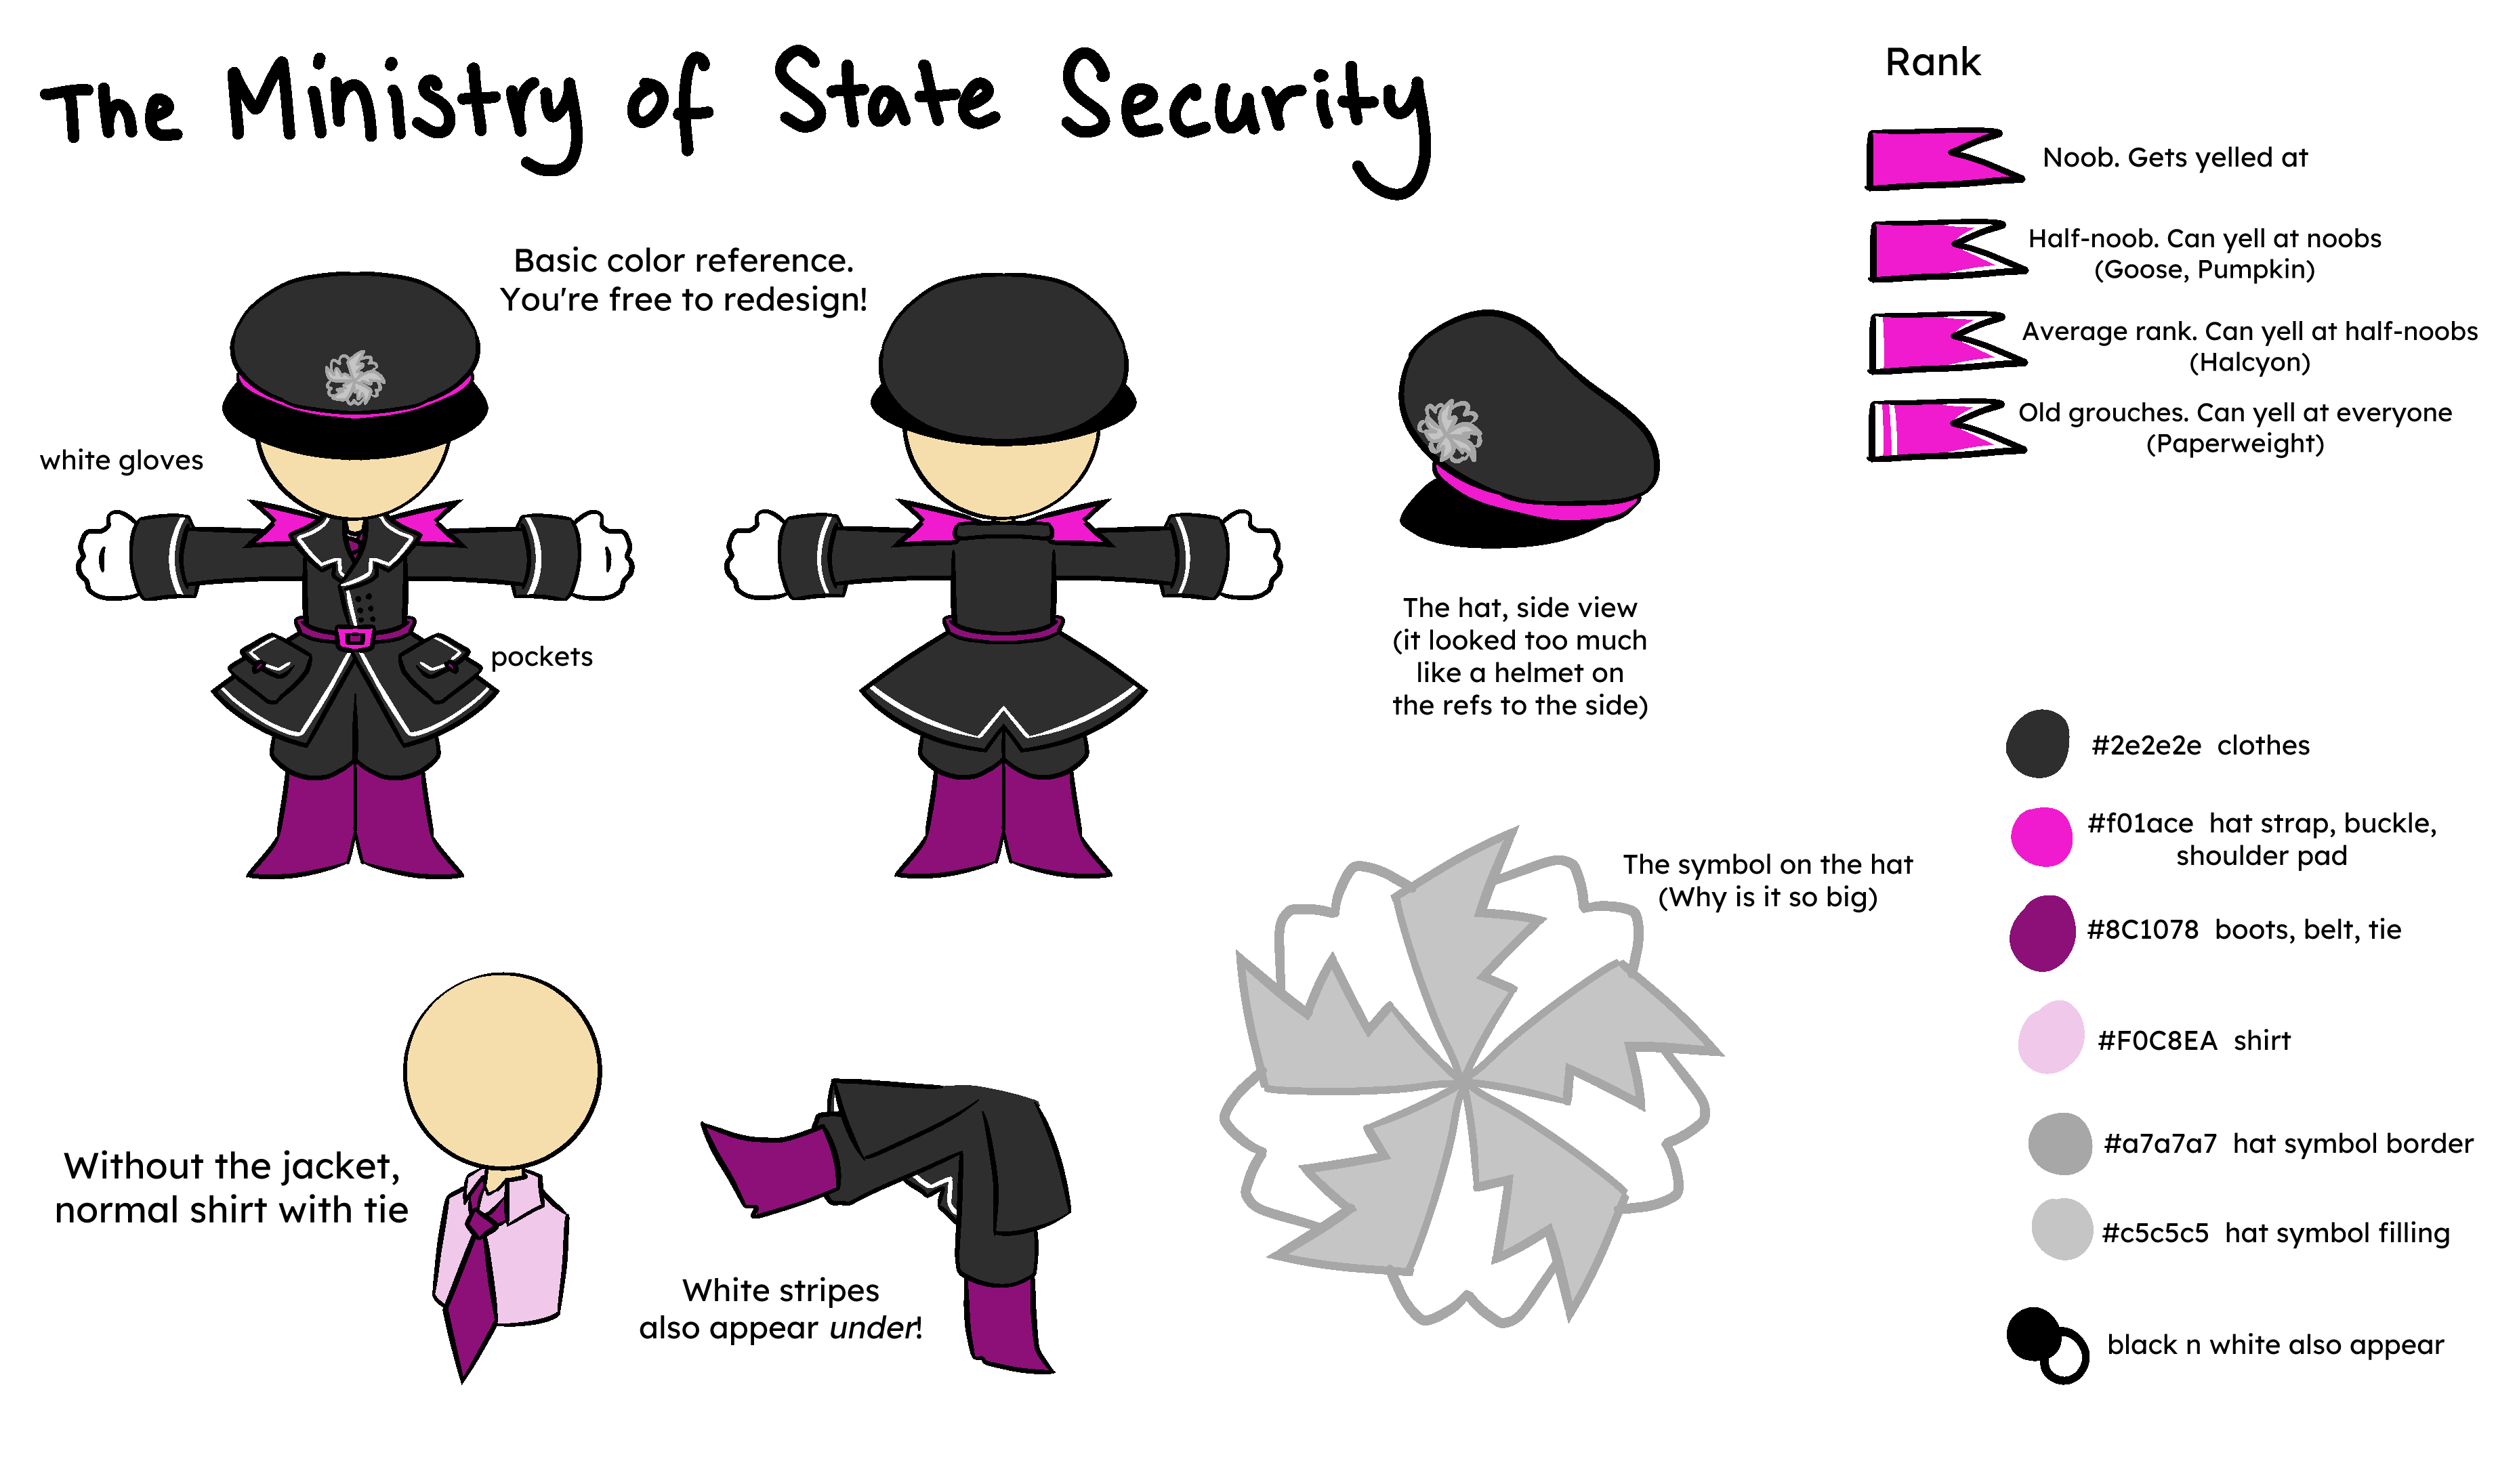 The Ministry of State Security
Basic color reference.
You're free to redesign!
white gloves
pockets
The hat, side view
(it looked too much
like a helmet on
the refs to the side)
Rank
Noob. Gets yelled at
Half-noob. Can yell at noobs
(Goose, Pumpkin)
Average rank. Can yell at half-noobs
(Halcyon)
Old grouches. Can yell at everyone
(Paperweight)
Without the jacket,
normal shirt with tie
White stripes
also appear under!
The symbol on the hat
(Why is it so big)
#2e2e2e clothes
#f01ace hat strap, buckle,
shoulder pad
#8C1078 boots, belt, tie
#F0C8EA shirt
#a7a7a7 hat symbol border
#c5c5c5 hat symbol filling
black n white also appear